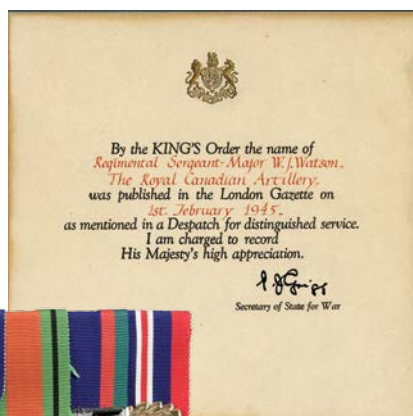 By the KING'S Order the name of
Regimental Sergeant-Major W.J.Watson,
The Royal Canadian Artillery,
was published in the London Gazette on
1st. February 1945.
as mentioned in a Despatch for distinguished service.
I am charged to record
His Majesty's high appreciation.
Secretary of State for War